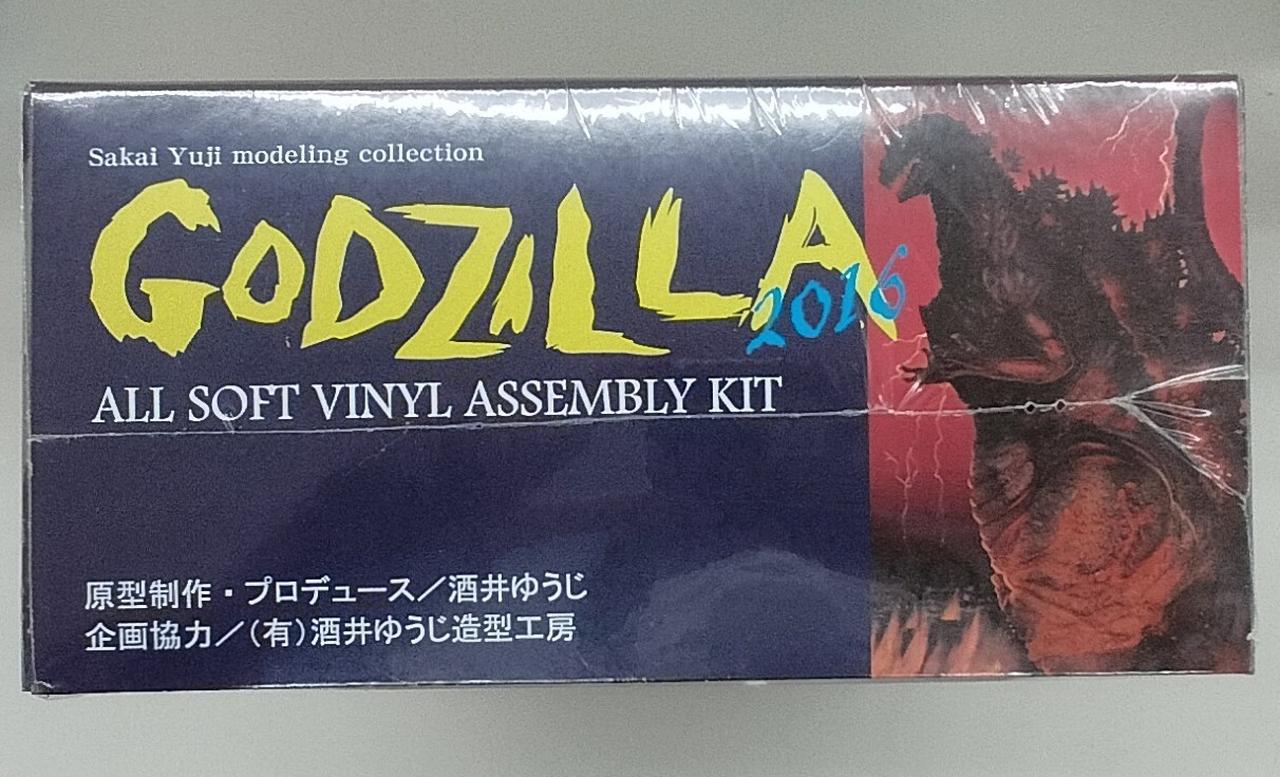 Sakai Yuji modeling collection
GODZILLA
2016
ALL SOFT VINYL ASSEMBLY KIT
原型制作・プロデュース／酒井ゆうじ
企画協力／(有)酒井ゆうじ造型工房